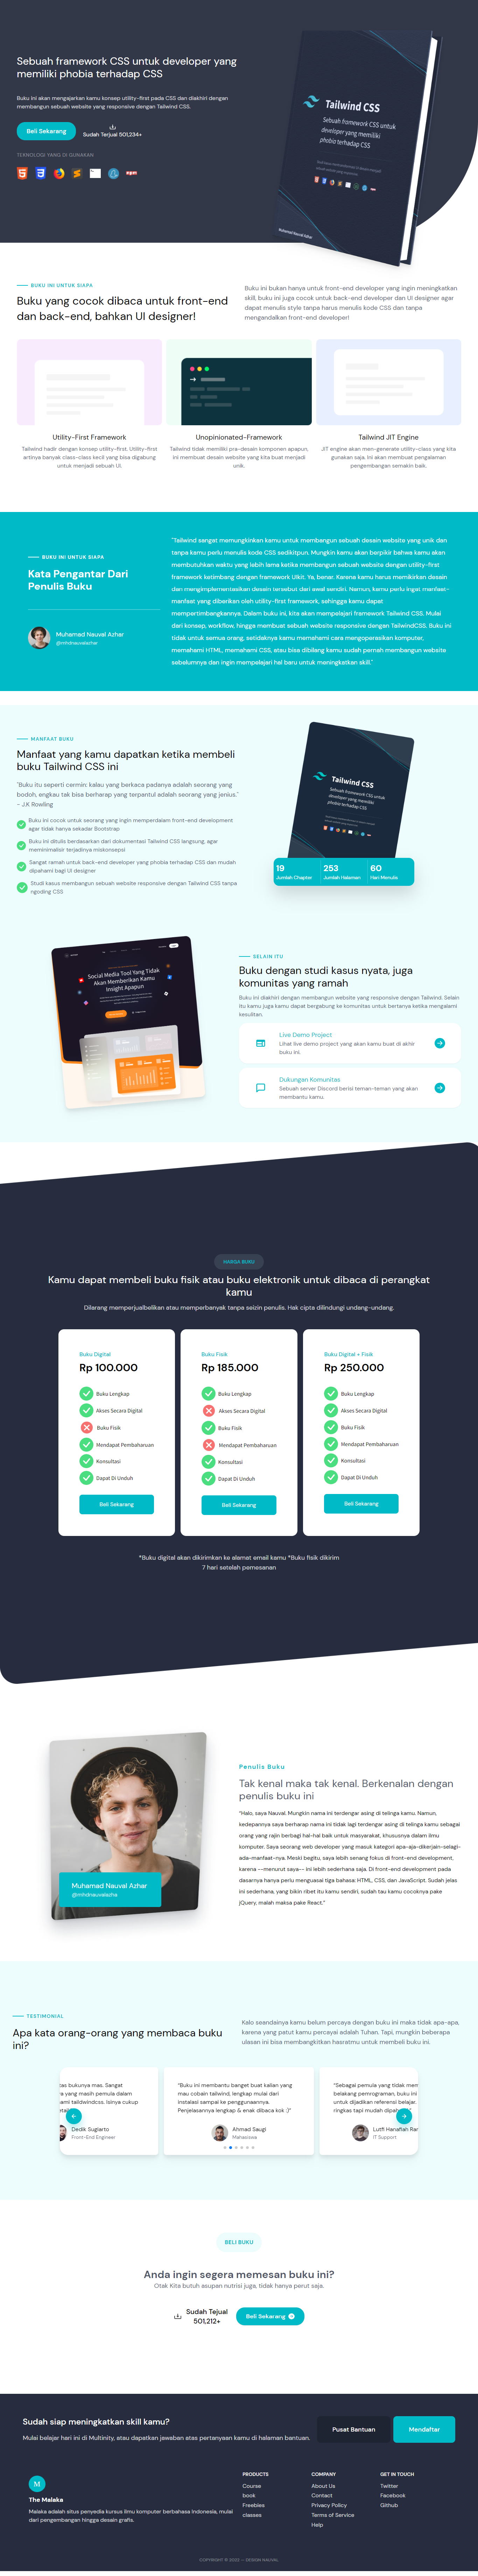 Sebuah framework CSS untuk developer yang
memiliki phobia terhadap CSS
Buku ini akan mengajarkan kamu konsep utility-first pada CSS dan diakhiri dengan
membangun sebuah website yang responsive dengan Tailwind CSS.
Beli Sekarang
Sudah Terjual 501,234+
TEKNOLOGI YANG DI GUNAKAN
Tailwind CSS
Sebuah framework CSS untuk
developer yang memiliki
phobia terhadap CSS
Muhamad Nauval Azhar
BUKU INI UNTUK SIAPA
Buku yang cocok dibaca untuk front-end
dan back-end, bahkan UI designer!
Buku ini bukan hanya untuk front-end developer yang ingin meningkatkan
skill, buku ini juga cocok untuk back-end developer dan UI designer agar
dapat menulis style tanpa harus menulis kode CSS dan tanpa
mengandalkan front-end developer!
Utility-First Framework
Tailwind hadir dengan konsep utility-first. Utility-first
artinya banyak class-class kecil yang bisa digabung
untuk menjadi sebuah UI.
Unopinionated-Framework
Tailwind tidak memiliki pra-desain komponen apapun,
ini membuat desain website yang kita buat menjadi
unik.
Tailwind JIT Engine
JIT engine akan men-generate utility-class yang kita
gunakan saja. Ini akan membuat pengalaman
pengembangan semakin baik.
BUKU INI UNTUK SIAPA
Kata Pengantar Dari
Penulis Buku
Muhamad Nauval Azhar
@mhdnauvalazhar
"Tailwind sangat memungkinkan kamu untuk membangun sebuah desain website yang unik dan
tanpa kamu perlu menulis kode CSS sedikitpun. Mungkin kamu akan berpikir bahwa kamu akan
membutuhkan waktu yang lebih lama ketika membangun sebuah website dengan utility-first
framework ketimbang dengan framework UIkit. Ya, benar. Karena kamu harus memikirkan desain
dan mengimplementasikan desain tersebut dari awal sendiri. Namun, kamu perlu ingat manfaat-
manfaat yang diberikan oleh utility-first framework, sehingga kamu dapat
mempertimbangkannya. Dalam buku ini, kita akan mempelajari framework Tailwind CSS. Mulai
dari konsep, workflow, hingga membuat sebuah website responsive dengan TailwindCSS. Buku ini
tidak untuk semua orang, setidaknya kamu memahami cara mengoperasikan komputer,
memahami HTML, memahami CSS, atau bisa dibilang kamu sudah pernah membangun website
sebelumnya dan ingin mempelajari hal baru untuk meningkatkan skill."
MANFAAT BUKU
Manfaat yang kamu dapatkan ketika membeli
buku Tailwind CSS ini
"Buku itu seperti cermin: kalau yang berkaca padanya adalah seorang yang
bodoh, engkau tak bisa berharap yang terpantul adalah seorang yang jenius."
- J.K Rowling
Buku ini cocok untuk seorang yang ingin memperdalam front-end development
agar tidak hanya sekadar Bootstrap
Buku ini ditulis berdasarkan dari dokumentasi Tailwind CSS langsung, agar
meminimalisir terjadinya miskonsepsi
Sangat ramah untuk back-end developer yang phobia terhadap CSS dan mudah
dipahami bagi UI designer
Studi kasus membangun sebuah website responsive dengan Tailwind CSS tanpa
ngoding CSS
Tailwind CSS
Sebuah framework CSS untuk
developer yang memiliki
phobia terhadap CSS
19
Jumlah Chapter
253
Jumlah Halaman
60
Hari Menulis
Social Media Tool Yang Tidak
Akan Memberikan Kamu
Insight Apapun
SELAIN ITU
Buku dengan studi kasus nyata, juga
komunitas yang ramah
Buku ini diakhiri dengan membangun website yang responsive dengan Tailwind CSS. Selain
itu kamu juga kamu dapat bergabung ke komunitas untuk bertanya ketika mengalami
kesulitan.
Live Demo Project
Lihat live demo project yang akan kamu buat di akhir
buku ini.
Dukungan Komunitas
Sebuah server Discord berisi teman-teman yang akan
membantu kamu.
HARGA BUKU
Kamu dapat membeli buku fisik atau buku elektronik untuk dibaca di perangkat
kamu
Dilarang memperjualbelikan atau memperbanyak tanpa seizin penulis. Hak cipta dilindungi undang-undang.
Buku Digital
Rp 100.000
Buku Lengkap
Akses Secara Digital
Buku Fisik
Mendapat Pembaharuan
Konsultasi
Dapat Di Unduh
Beli Sekarang
Buku Fisik
Rp 185.000
Buku Lengkap
Akses Secara Digital
Buku Fisik
Mendapat Pembaharuan
Konsultasi
Dapat Di Unduh
Beli Sekarang
Buku Digital + Fisik
Rp 250.000
Buku Lengkap
Akses Secara Digital
Buku Fisik
Mendapat Pembaharuan
Konsultasi
Dapat Di Unduh
Beli Sekarang
*Buku digital akan dikirimkan ke alamat email kamu *Buku fisik dikirim
7 hari setelah pemesanan
Muhamad Nauval Azhar
@mhdnauvalazha
Penulis Buku
Tak kenal maka tak kenal. Berkenalan dengan
penulis buku ini
"Halo, saya Nauval. Mungkin nama ini terdengar asing di telinga kamu. Namun,
kedepannya saya berharap nama ini tidak lagi terdengar asing di telinga kamu sebagai
orang yang rajin berbagi hal-hal baik untuk masyarakat, khususnya dalam ilmu
komputer. Saya seorang web developer yang masuk kategori apa-aja-dikerjain-selagi-
ada-manfaat-nya. Meski begitu, saya lebih senang fokus di front-end development,
karena --menurut saya-- ini lebih sederhana saja. Di front-end development pada
dasarnya hanya perlu menguasai tiga bahasa: HTML, CSS, dan JavaScript. Sudah jelas
ini sederhana, yang bikin ribet itu kamu sendiri, sudah tau kamu cocoknya pake
jQuery, malah maksa pake React."
TESTIMONIAL
Apa kata orang-orang yang membaca buku
ini?
Kalo seandainya kamu belum percaya dengan buku ini maka tidak apa-apa,
karena yang patut kamu percayai adalah Tuhan. Tapi, mungkin beberapa
ulasan ini bisa membangkitkan hasratmu untuk membeli buku ini.
tas bukunya mas. Sangat
a yang masih pemula dalam
ami taildwindcss. Isinya cukup
Dedik Sugiarto
Front-End Engineer
"Buku ini membantu banget buat kalian yang
mau cobain tailwind, lengkap mulai dari
instalasi sampai ke penggunaannya.
Penjelasannya lengkap & enak dibaca kok :)"
Ahmad Saugi
Mahasiswa
"Sebagai pemula yang tidak mem
belakang pemrograman, buku ini
untuk dijadikan referensi belajar.
ringkas tapi mudah
Lutfi Hanafiah Rar
IT Support
BELI BUKU
Anda ingin segera memesan buku ini?
Otak Kita butuh asupan nutrisi juga, tidak hanya perut saja.
Sudah Tejual
501,212+
Beli Sekarang
Sudah siap meningkatkan skill kamu?
Mulai belajar hari ini di Multinity, atau dapatkan jawaban atas pertanyaan kamu di halaman bantuan.
Pusat Bantuan
Mendaftar
M
The Malaka
Malaka adalah situs penyedia kursus ilmu komputer berbahasa Indonesia, mulai
dari pengembangan hingga desain grafis.
PRODUCTS
Course
book
Freebies
classes
COMPANY
About Us
Contact
Privacy Policy
Terms of Service
Help
GET IN TOUCH
Twitter
Facebook
Github
COPYRIGHT © 2021 — DESIGN NAUVAL